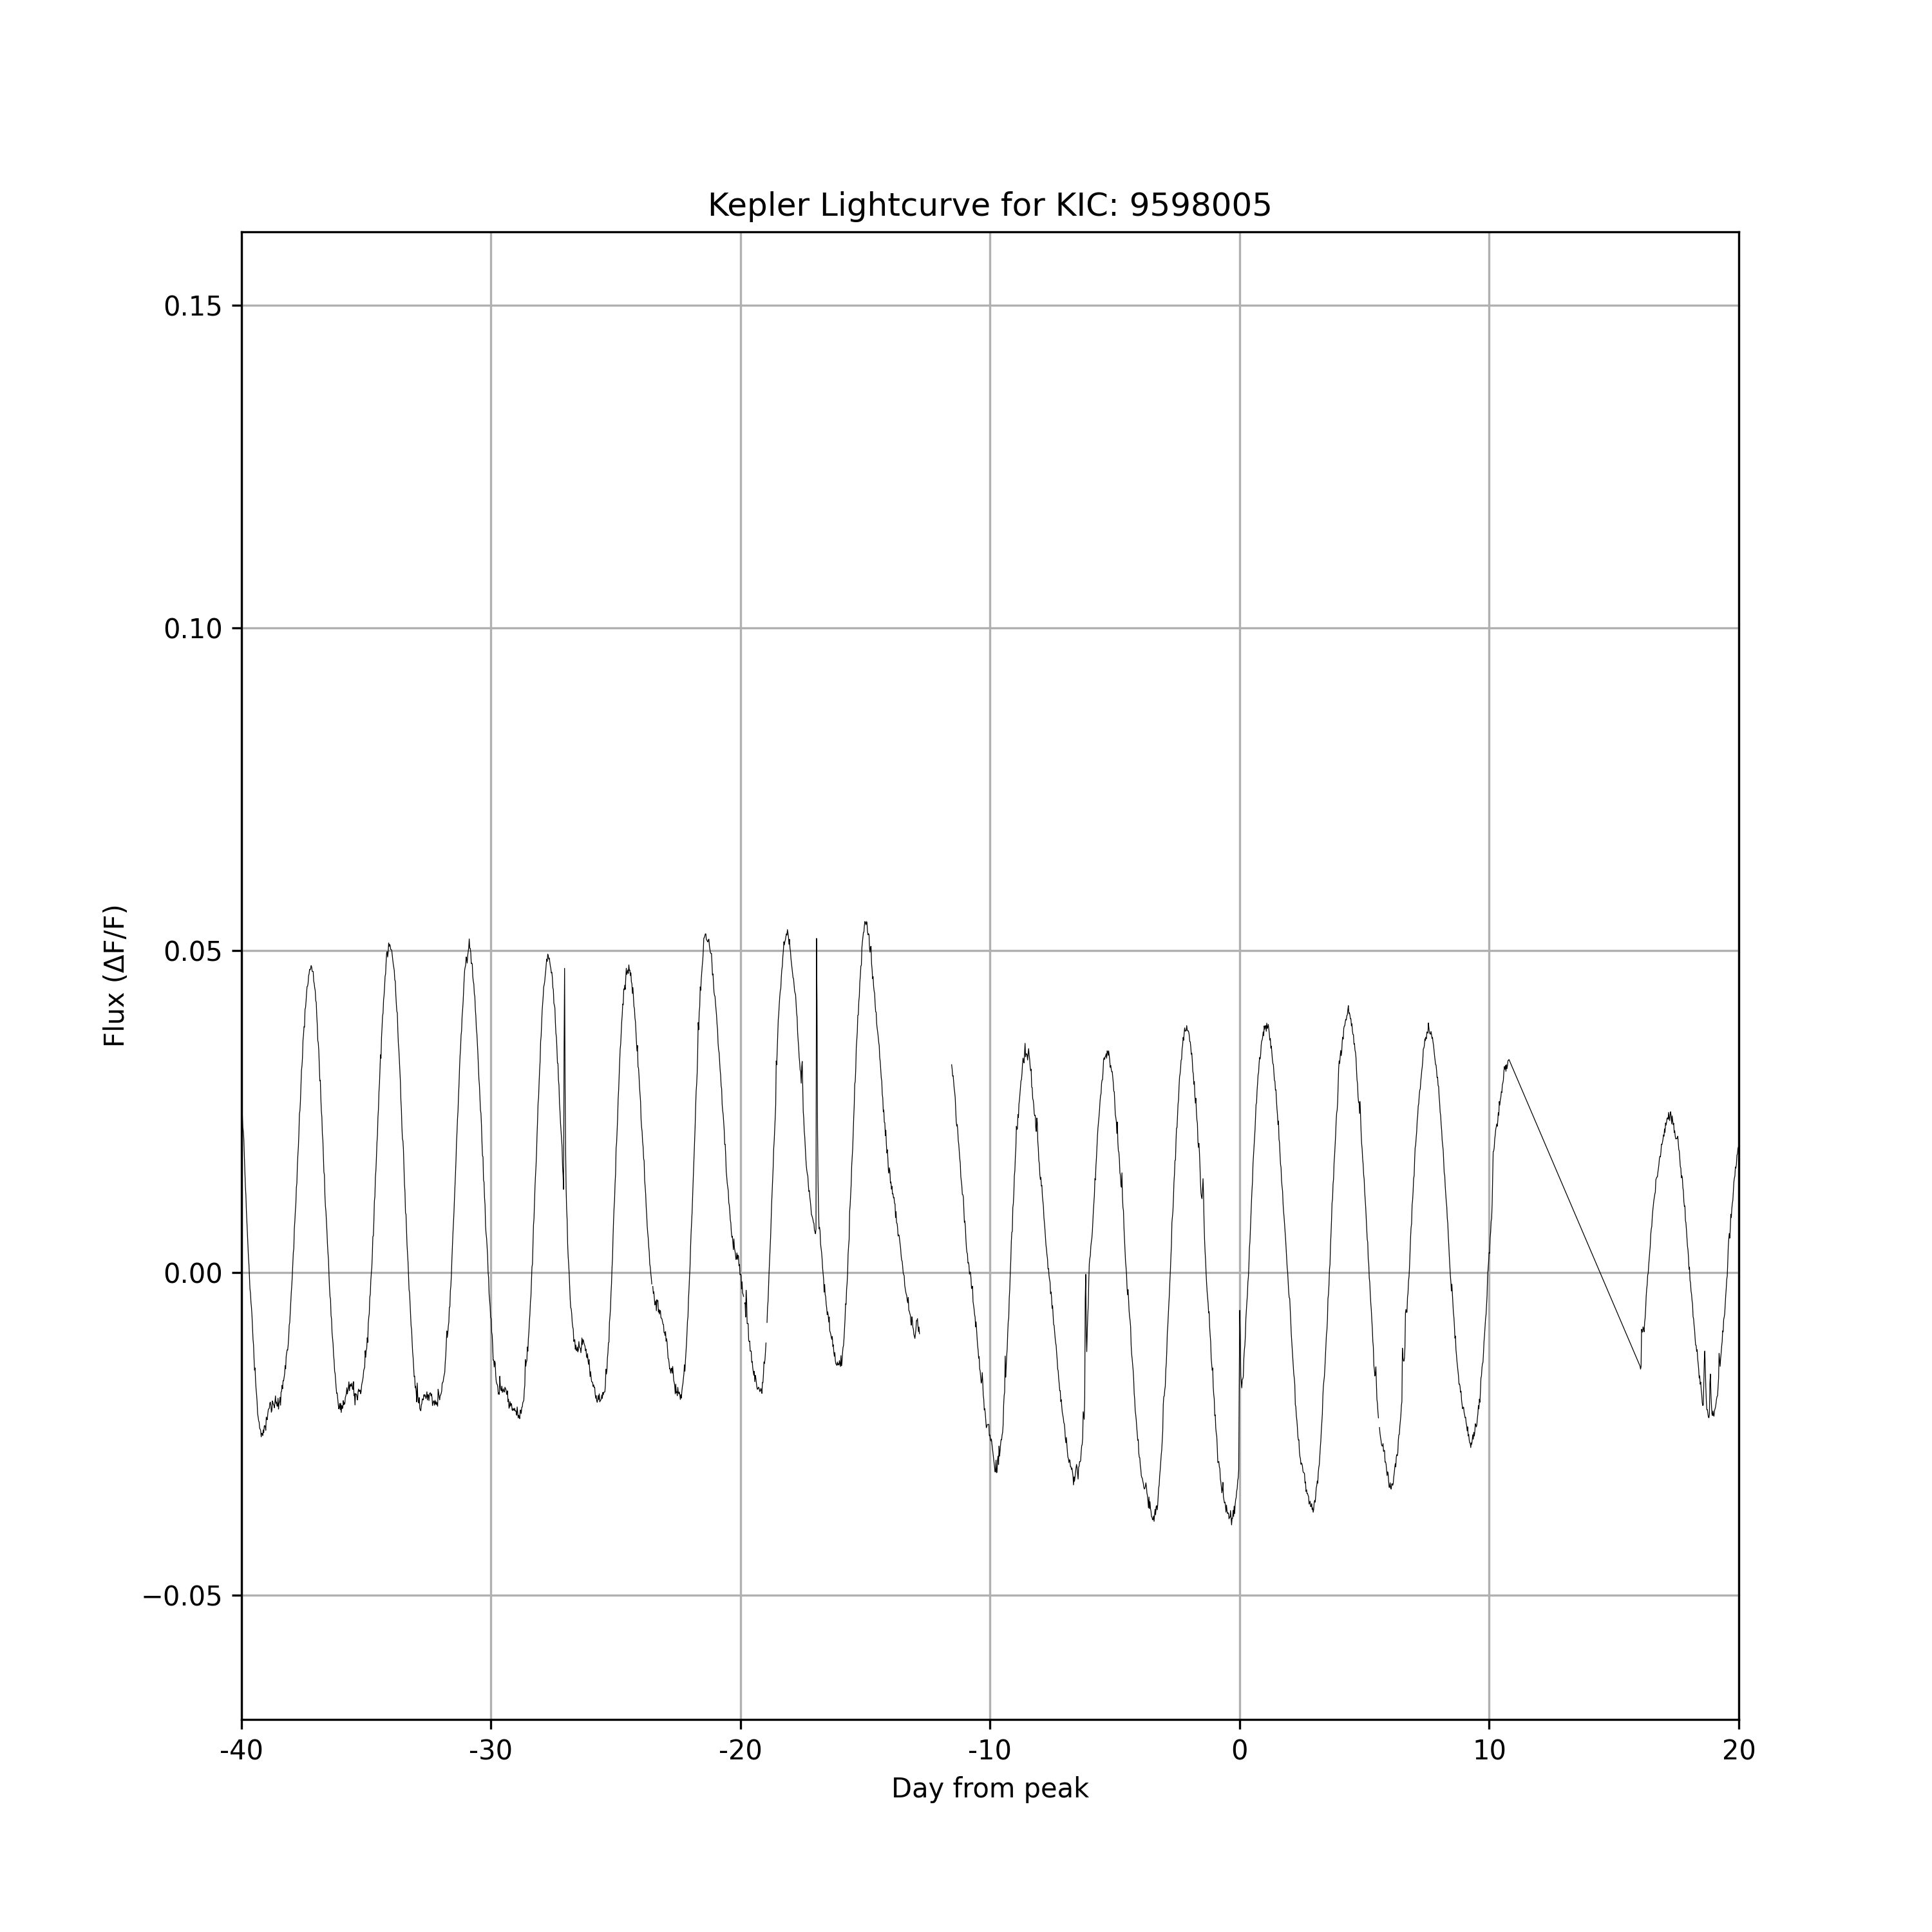 Kepler Lightcurve for KIC: 9598005
0.15
0.10
0.05
0.00
−0.05
Flux (ΔF/F)
-40 -30 -20 -10 0 10 20
Day from peak